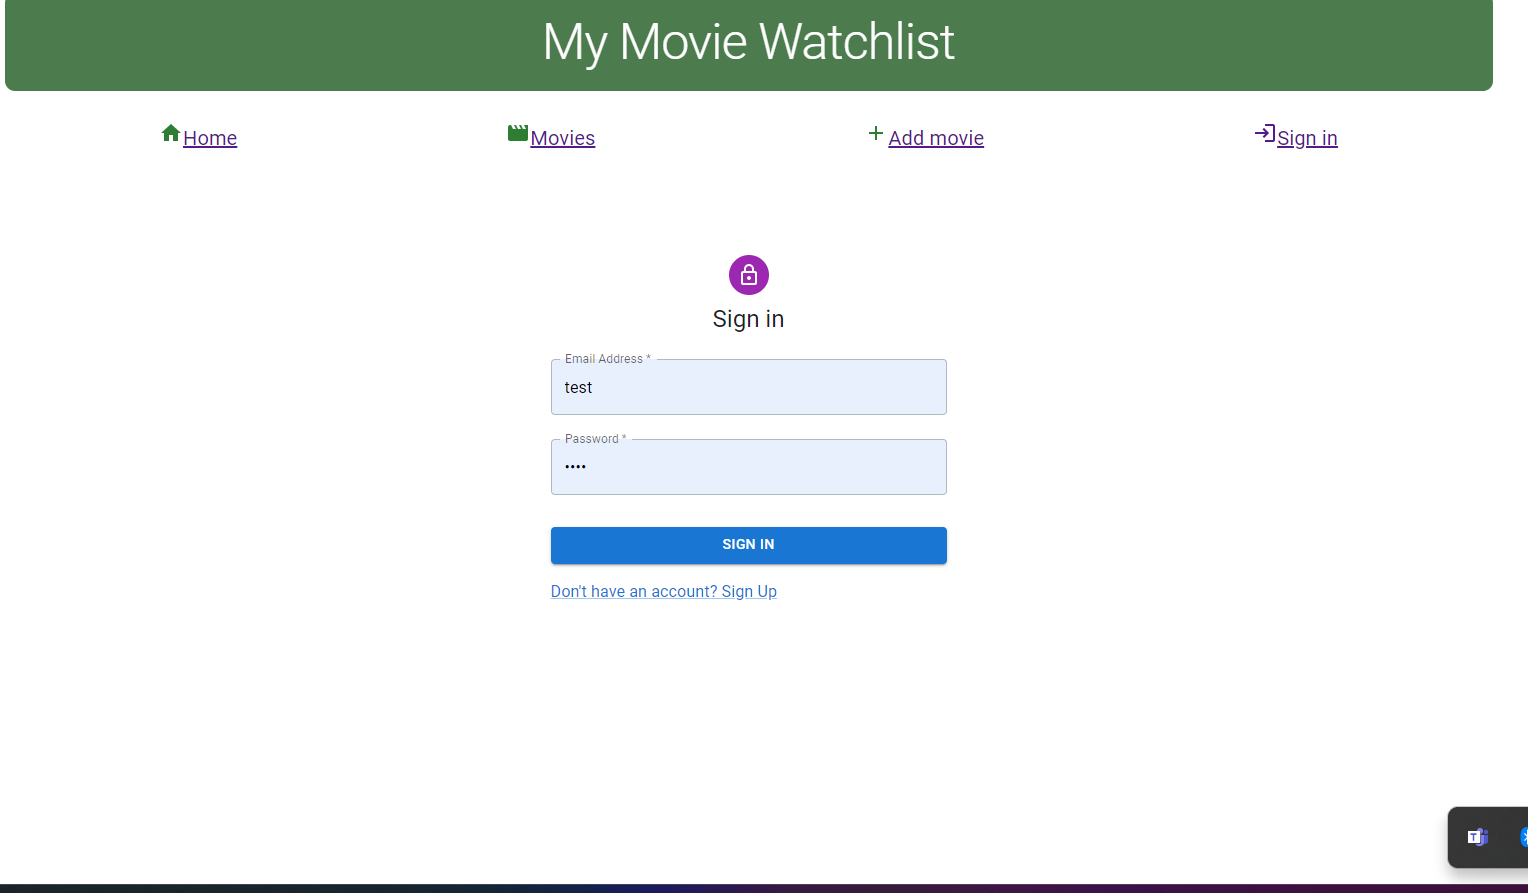 My Movie Watchlist
Home
Movies
Add movie
Sign in
Sign in
Email Address *
test
Password *
••••
SIGN IN
Don't have an account? Sign Up
T